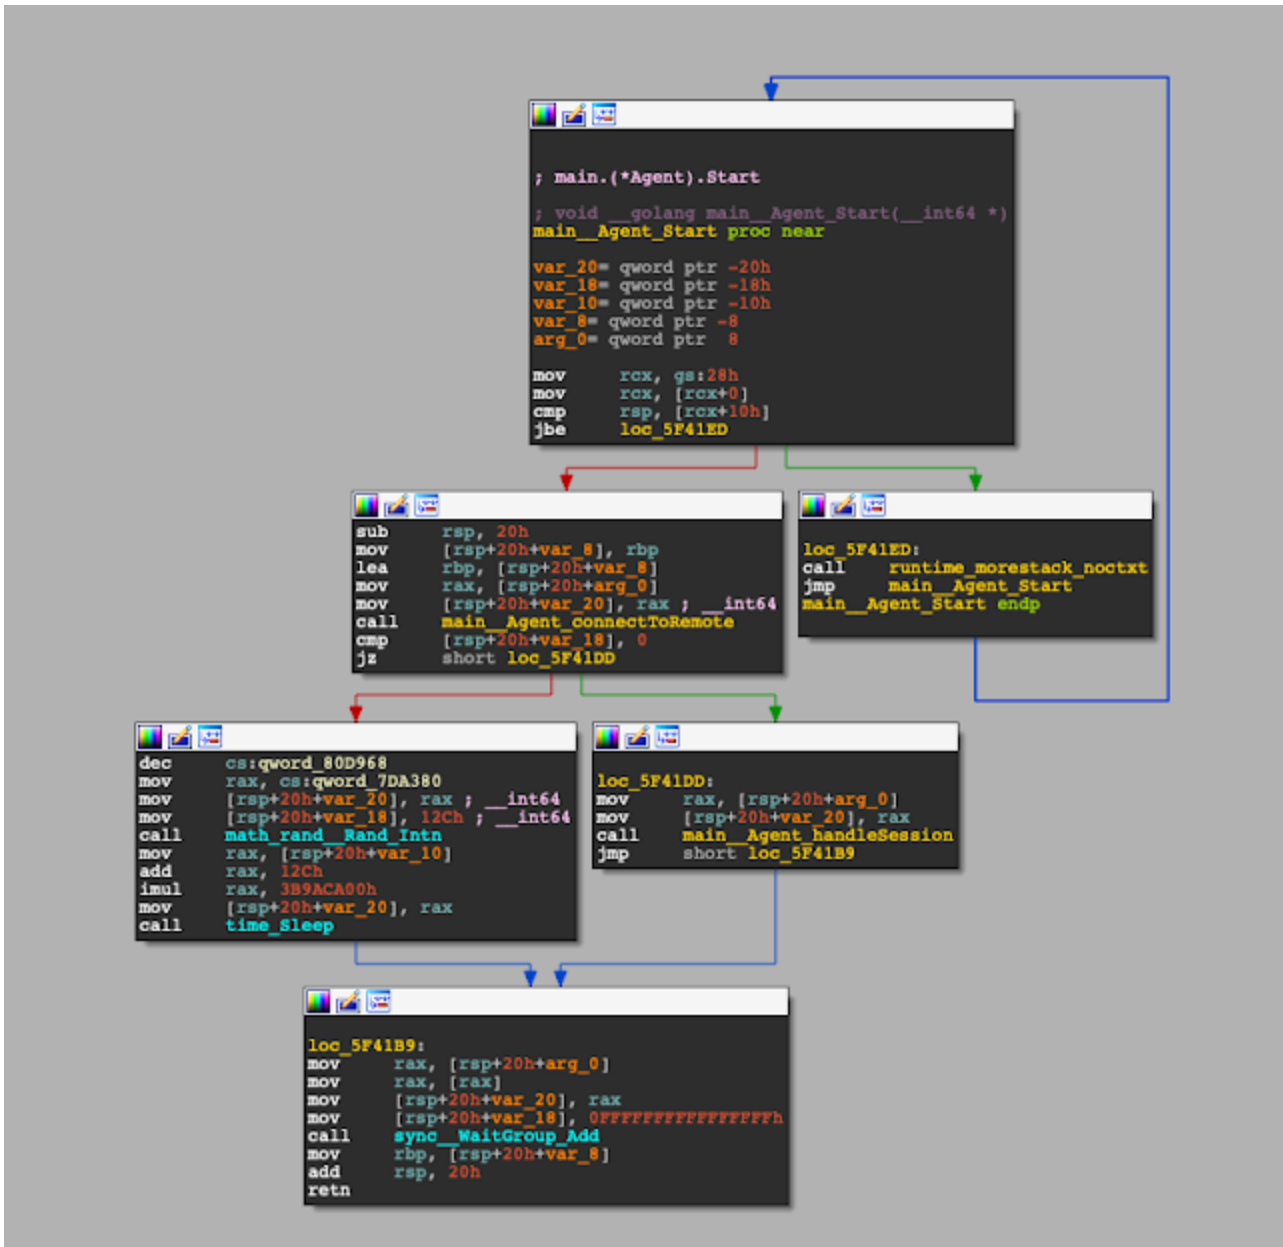 ; main.(*Agent).Start
; void __golang main__Agent_Start(__int64 *)
main__Agent_Start proc near
var_20= qword ptr -20h
var_18= qword ptr -18h
var_10= qword ptr -10h
var_8= qword ptr -8
arg_0= qword ptr 8
mov rcx, gs:28h
mov rcx, [rcx+0]
cmp rsp, [rcx+10h]
jbe loc_5F41ED
sub rsp, 20h
mov [rsp+20h+var_8], rbp
lea rbp, [rsp+20h+var_8]
mov rax, [rsp+20h+arg_0]
mov [rsp+20h+var_20], rax ; __int64
call main__Agent_connectToRemote
cmp [rsp+20h+var_18], 0
jz short loc_5F41DD
loc_5F41ED:
call runtime_morestack_noctxt
jmp main__Agent_Start
main__Agent_Start endp
dec cs:qword_80D968
mov rax, cs:qword_7DA380
mov [rsp+20h+var_20], rax ; __int64
mov [rsp+20h+var_18], 12Ch ; __int64
call math_rand__Rand_Intn
mov rax, [rsp+20h+var_10]
add rax, 12Ch
imul rax, 3B9ACA00h
mov [rsp+20h+var_20], rax
call time_Sleep
loc_5F41DD:
mov rax, [rsp+20h+arg_0]
mov [rsp+20h+var_20], rax
call main__Agent_handleSession
jmp short loc_5F41B9
loc_5F41B9:
mov rax, [rsp+20h+arg_0]
mov rax, [rax]
mov [rsp+20h+var_20], rax
mov [rsp+20h+var_18], 0FFFFFFFFFFFFFFFFh
call sync__WaitGroup_Add
mov rbp, [rsp+20h+var_8]
add rsp, 20h
retn